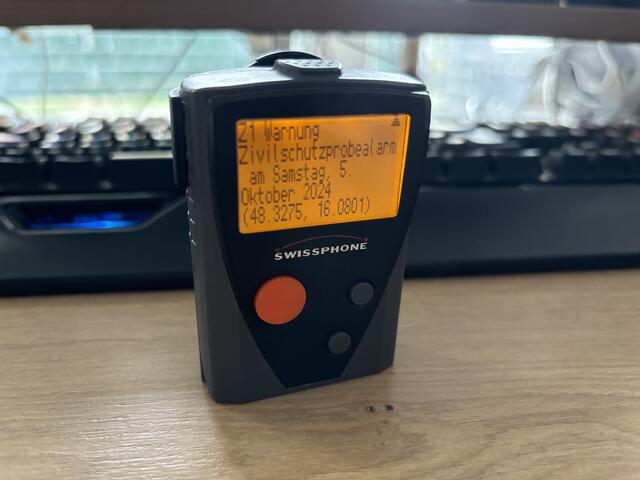 Z1 Warnung
Zivilschutzprobealarm
am Samstag, 5.
Oktober 2024
(48.3275, 16.0801)
SWISSPHONE